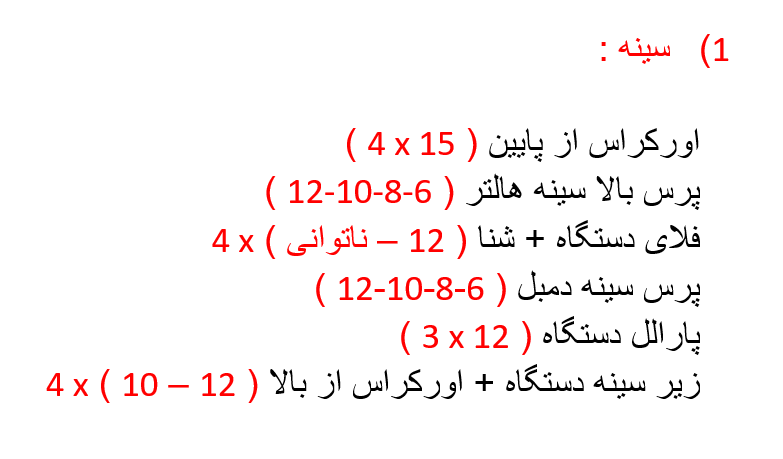 1)   سینه :
اورکراس از پایین ( 4 x 15 )
پرس بالا سینه هالتر ( 12-10-8-6 )
فلای دستگاه + شنا ( 12 – ناتوانی ) 4 x
پرس سینه دمبل ( 12-10-8-6 )
پارالل دستگاه ( 3 x 12 )
زیر سینه دستگاه + اورکراس از بالا ( 12 – 10 ) 4 x